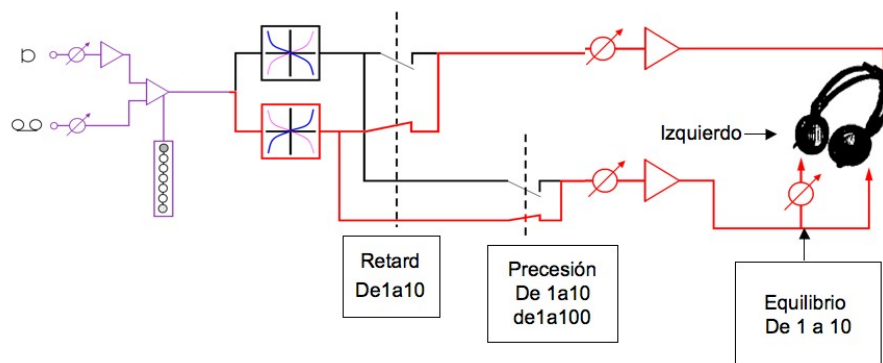 Izquierdo
Retard
De1a10
Precesión
De 1a10
de1a100
Equilibrio
De 1 a 10